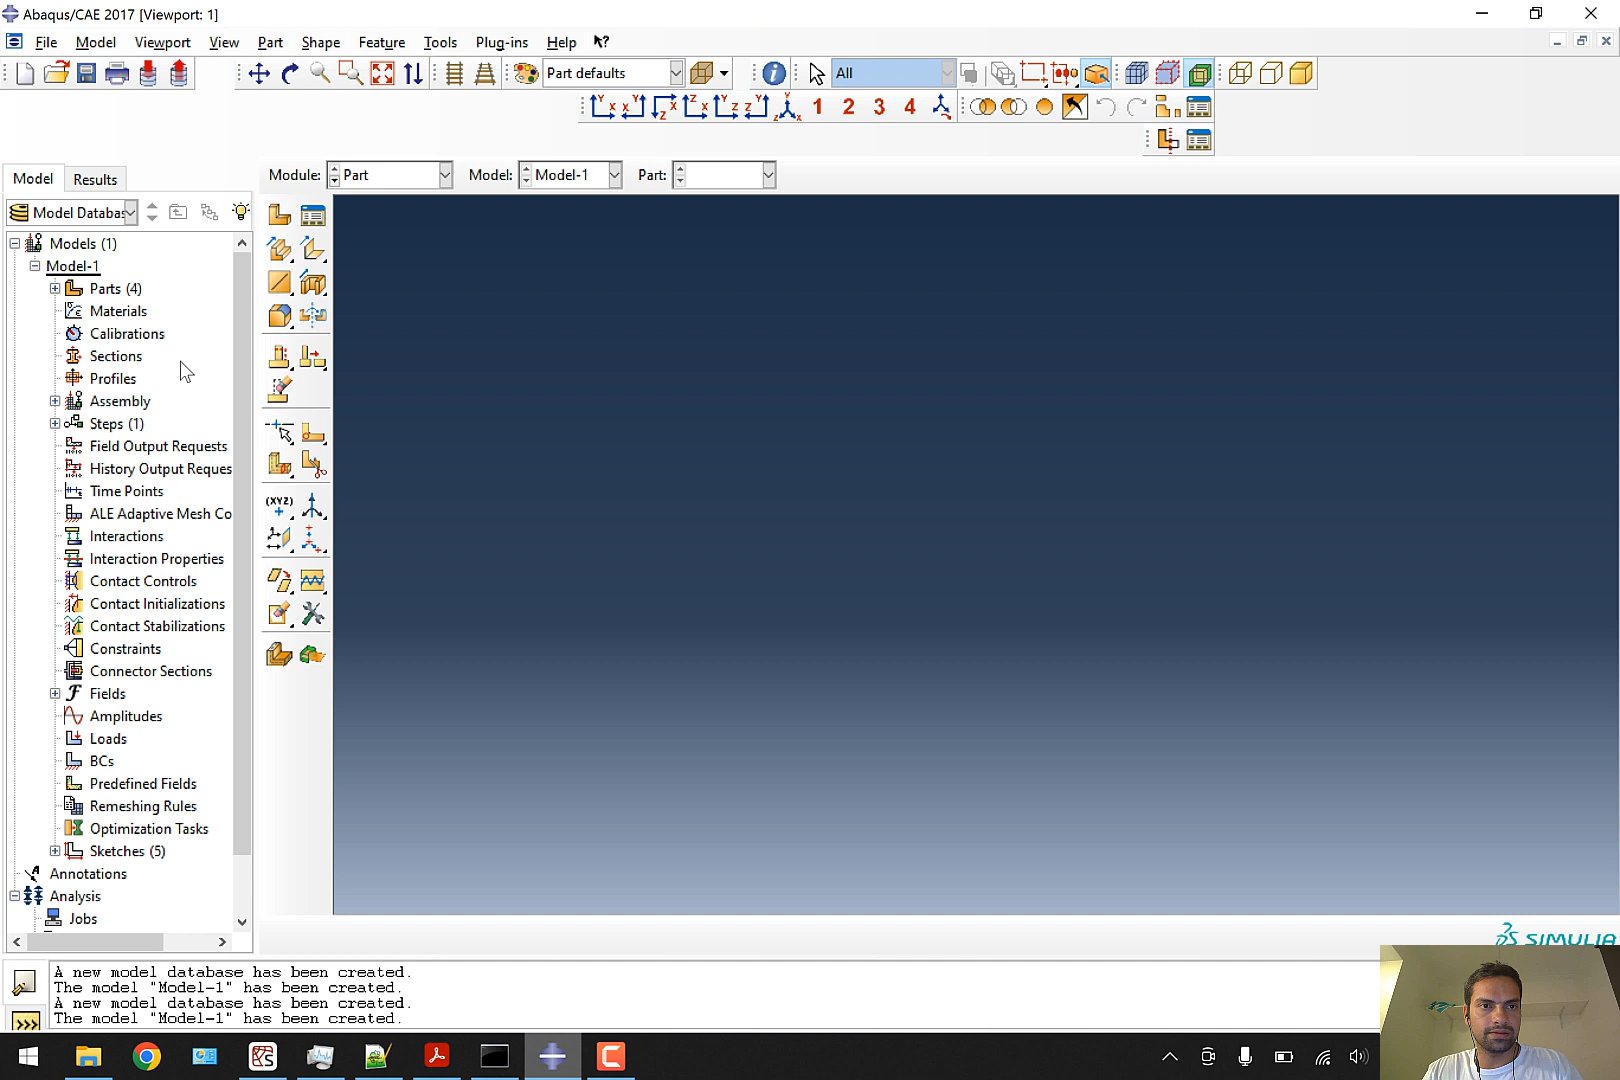 Abaqus/CAE 2017 [Viewport: 1]
File Model Viewport View Part Shape Feature Tools Plug-ins Help
Part defaults
All
1 2 3 4
Model Results
Module: Part Model: Model-1 Part:
Model Databas
Models (1)
Model-1
Parts (4)
Materials
Calibrations
Sections
Profiles
Assembly
Steps (1)
Field Output Requests
History Output Reques
Time Points
ALE Adaptive Mesh Co
Interactions
Interaction Properties
Contact Controls
Contact Initializations
Contact Stabilizations
Constraints
Connector Sections
Fields
Amplitudes
Loads
BCs
Predefined Fields
Remeshing Rules
Optimization Tasks
Sketches (5)
Annotations
Analysis
Jobs
(XYZ)
SIMULIA
A new model database has been created.
The model "Model-1" has been created.
A new model database has been created.
The model "Model-1" has been created.